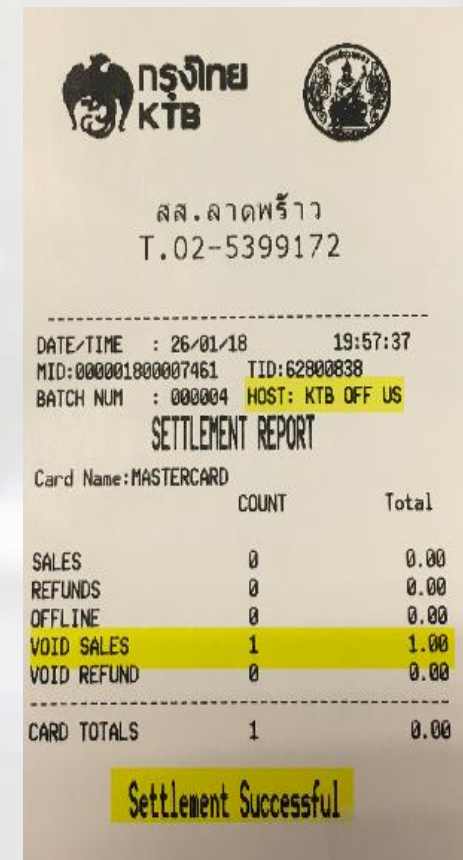 กรุงไทย
KTB
สส.ลาดพร้าว
T.02-5399172
DATE/TIME : 26/01/18 19:57:37
MID:000001800007461 TID:62800838
BATCH NUM : 000004 HOST: KTB OFF US
SETTLEMENT REPORT
Card Name:MASTERCARD
COUNT Total
SALES 0 0.00
REFUNDS 0 0.00
OFFLINE 0 0.00
VOID SALES 1 1.00
VOID REFUND 0 0.00
CARD TOTALS 1 0.00
Settlement Successful